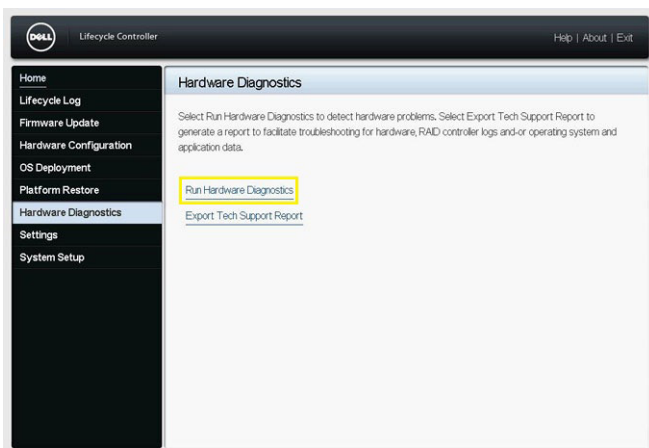 DELL
Lifecycle Controller
Help | About | Exit
Home
Lifecycle Log
Firmware Update
Hardware Configuration
OS Deployment
Platform Restore
Hardware Diagnostics
Settings
System Setup
Hardware Diagnostics
Select Run Hardware Diagnostics to detect hardware problems. Select Export Tech Support Report to
generate a report to facilitate troubleshooting for hardware, RAID controller logs and-or operating system and
application data.
Run Hardware Diagnostics
Export Tech Support Report